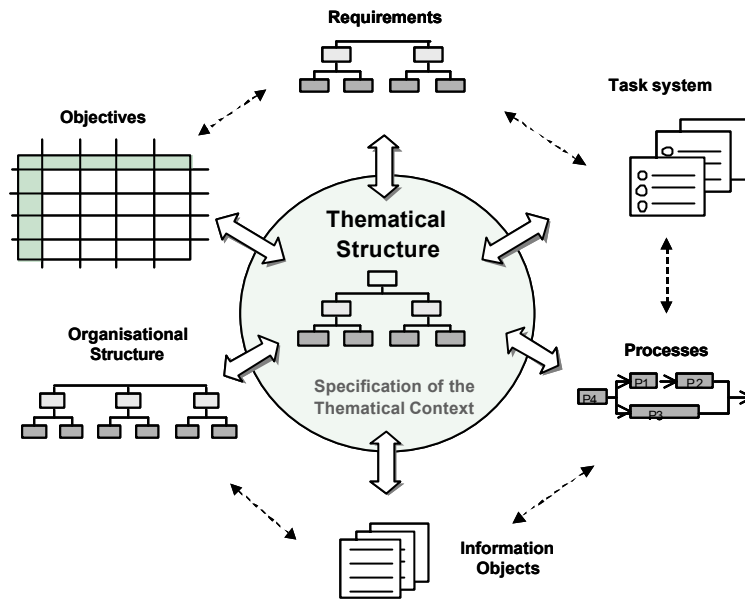 Requirements
Task system
Objectives
Thematical
Structure
Organisational
Structure
Processes
P1
P2
P4
P3
Specification of the
Thematical Context
Information
Objects